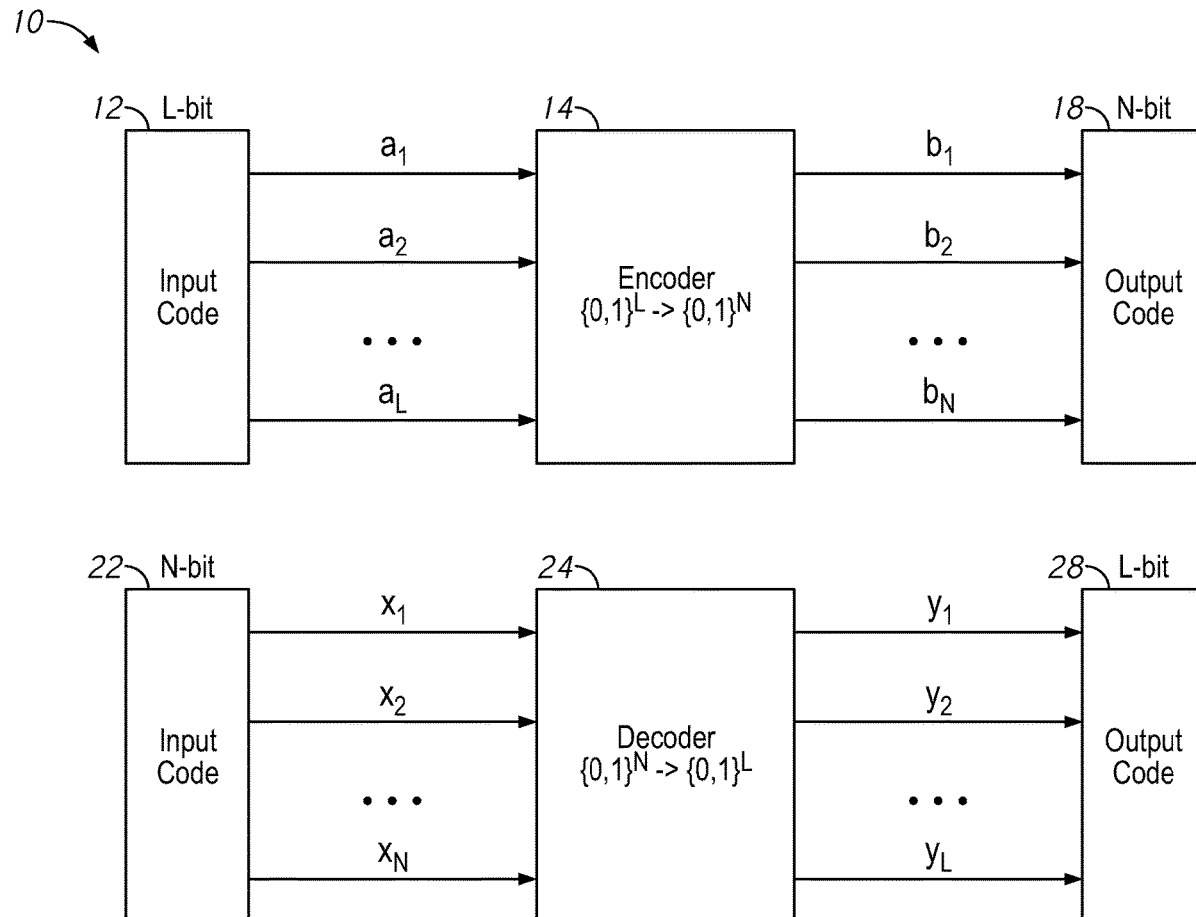 10
12 L-bit
14
18 N-bit
a1
b1
a2
b2
Input
Code
Encoder
{0,1}^L -> {0,1}^N
Output
Code
• • •
• • •
aL
bN
22 N-bit
24
28 L-bit
x1
y1
x2
y2
Input
Code
Decoder
{0,1}^N -> {0,1}^L
Output
Code
• • •
• • •
xN
yL